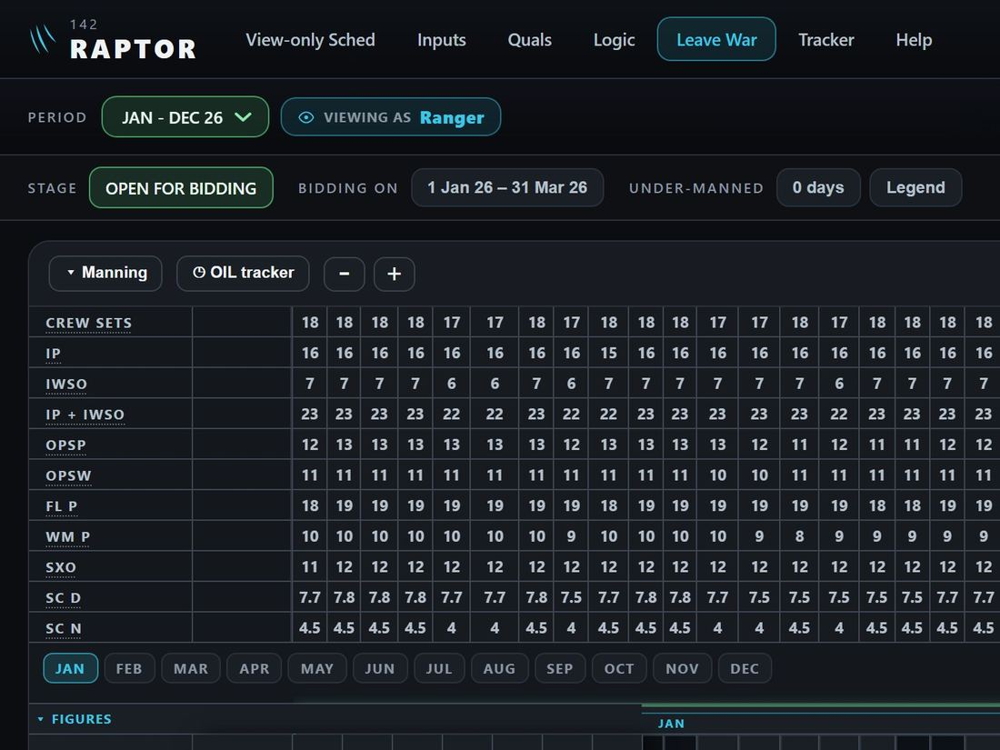 142
RAPTOR
View-only Sched Inputs Quals Logic Leave War Tracker Help
PERIOD JAN - DEC 26 VIEWING AS Ranger
STAGE OPEN FOR BIDDING BIDDING ON 1 Jan 26 – 31 Mar 26 UNDER-MANNED 0 days Legend
Manning OIL tracker − +
CREW SETS 18 18 18 18 17 17 18 17 18 18 18 17 17 18 17 18 18 18 18
IP 16 16 16 16 16 16 16 16 15 16 16 16 16 16 16 16 16 16 16
IWSO 7 7 7 7 6 6 7 6 7 7 7 7 7 7 6 7 7 7 7
IP + IWSO 23 23 23 23 22 22 23 22 22 23 23 23 23 23 22 23 23 23 23
OPSP 12 13 13 13 13 13 13 12 13 13 13 13 12 11 12 11 11 12 12
OPSW 11 11 11 11 11 11 11 11 11 11 11 10 10 11 11 11 11 11 11
FL P 18 19 19 19 19 19 19 19 18 19 19 19 19 19 19 18 18 19 19
WM P 10 10 10 10 10 10 10 9 10 10 10 10 9 8 9 9 9 9 9
SXO 11 12 12 12 12 12 12 12 12 12 12 12 12 12 12 12 12 12 12
SC D 7.7 7.8 7.8 7.8 7.7 7.7 7.8 7.5 7.7 7.8 7.8 7.7 7.5 7.5 7.5 7.5 7.5 7.7 7.7
SC N 4.5 4.5 4.5 4.5 4 4 4.5 4 4.5 4.5 4.5 4 4 4.5 4 4.5 4.5 4.5 4.5
JAN FEB MAR APR MAY JUN JUL AUG SEP OCT NOV DEC
FIGURES
JAN